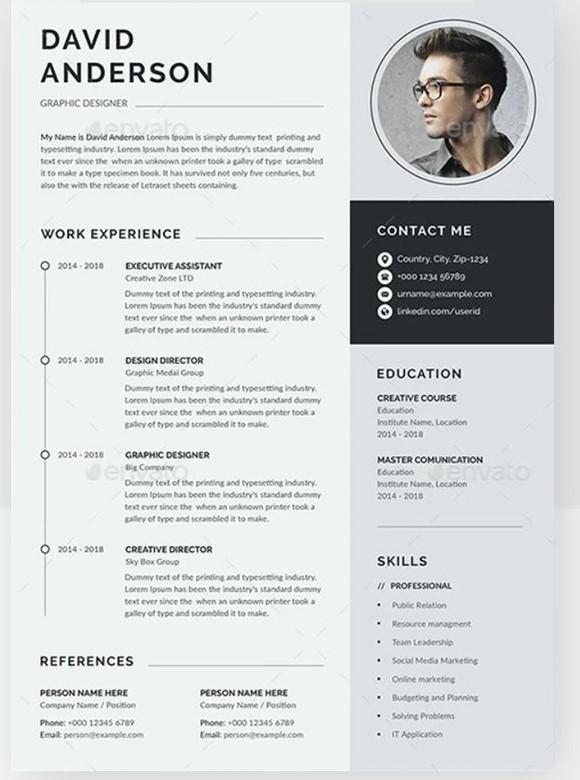 DAVID
ANDERSON
GRAPHIC DESIGNER
My Name is David Anderson Lorem Ipsum is simply dummy text printing and
typesetting industry. Lorem Ipsum has been the industry's standard dummy
text ever since the when an unknown printer took a galley of type scrambled
it to make a type specimen book. It has survived not only five centuries, but
also the with the release of Letraset sheets containing.
WORK EXPERIENCE
2014 - 2018
EXECUTIVE ASSISTANT
Creative Zone LTD
Dummy text of the printing and typesetting industry.
Lorem Ipsum has been the industry's standard dummy
text ever since the when an unknown printer took a
galley of type and scrambled it to make.
2014 - 2018
DESIGN DIRECTOR
Graphic Medai Group
Dummy text of the printing and typesetting industry.
Lorem Ipsum has been the industry's standard dummy
text ever since the when an unknown printer took a
galley of type and scrambled it to make.
2014 - 2018
GRAPHIC DESIGNER
Big Company
Dummy text of the printing and typesetting industry.
Lorem Ipsum has been the industry's standard dummy
text ever since the when an unknown printer took a
galley of type and scrambled it to make.
2014 - 2018
CREATIVE DIRECTOR
Sky Box Group
Dummy text of the printing and typesetting industry.
Lorem Ipsum has been the industry's standard dummy
text ever since the when an unknown printer took a
galley of type and scrambled it to make.
REFERENCES
PERSON NAME HERE
Company Name / Position
Phone: +000 12345 6789
Email: person@example.com
PERSON NAME HERE
Company Name / Position
Phone: +000 12345 6789
Email: person@example.com
CONTACT ME
Country, City, Zip-1234
+000 1234 56789
urname@example.com
linkedin.com/userid
EDUCATION
CREATIVE COURSE
Education
Institute Name, Location
2014 - 2018
MASTER COMUNICATION
Education
Institute Name, Location
2014 - 2018
SKILLS
// PROFESSIONAL
• Public Relation
• Resource managment
• Team Leadership
• Social Media Marketing
• Online marketing
• Budgeting and Planning
• Solving Problems
• IT Application
envato
envato
envato
envato